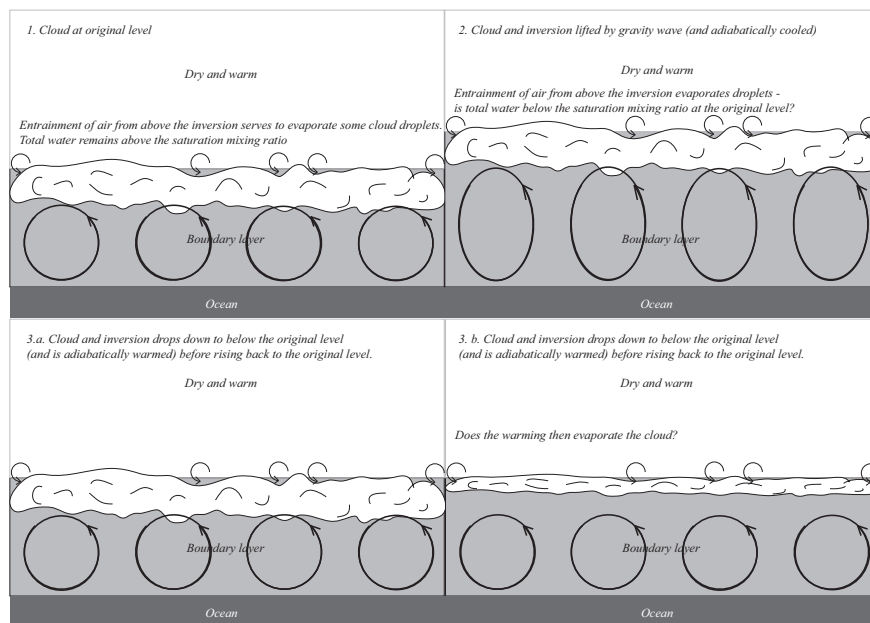 1. Cloud at original level
Dry and warm
Entrainment of air from above the inversion serves to evaporate some cloud droplets.
Total water remains above the saturation mixing ratio
Boundary layer
Ocean
2. Cloud and inversion lifted by gravity wave (and adiabatically cooled)
Dry and warm
Entrainment of air from above the inversion evaporates droplets -
is total water below the saturation mixing ratio at the original level?
Boundary layer
Ocean
3.a. Cloud and inversion drops down to below the original level
(and is adiabatically warmed) before rising back to the original level.
Dry and warm
Boundary layer
Ocean
3. b. Cloud and inversion drops down to below the original level
(and is adiabatically warmed) before rising back to the original level.
Dry and warm
Does the warming then evaporate the cloud?
Boundary layer
Ocean